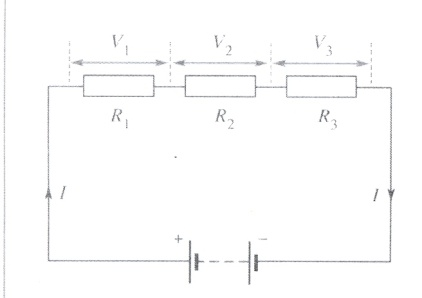 V1 V2 V3
R1 R2 R3
I I
+ −